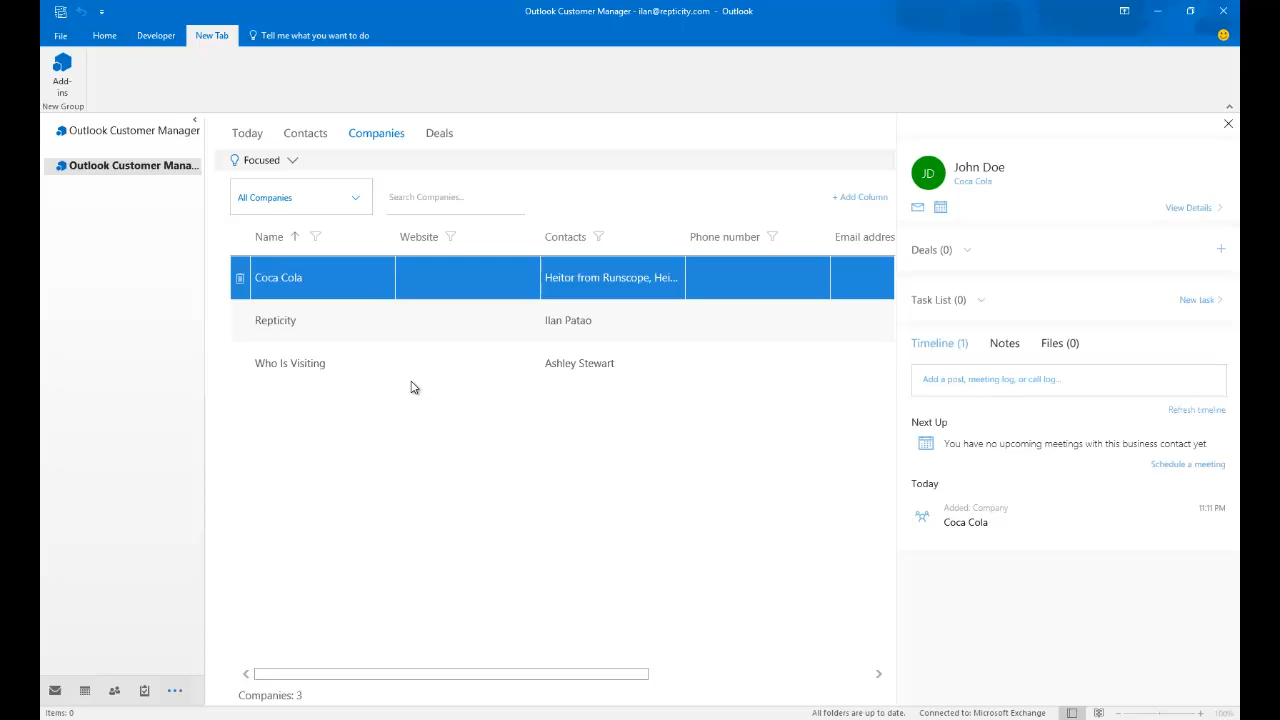 Outlook Customer Manager - ilan@repticity.com - Outlook
File Home Developer New Tab Tell me what you want to do
Add-
ins
New Group
Outlook Customer Manager
Outlook Customer Mana...
Today Contacts Companies Deals
Focused
All Companies Search Companies... + Add Column
Name Website Contacts Phone number Email addres
Coca Cola Heitor from Runscope, Hei...
Repticity Ilan Patao
Who Is Visiting Ashley Stewart
Companies: 3
JD John Doe
Coca Cola
View Details
Deals (0) +
Task List (0) New task
Timeline (1) Notes Files (0)
Add a post, meeting log, or call log...
Refresh timeline
Next Up
You have no upcoming meetings with this business contact yet
Schedule a meeting
Today
Added: Company 11:11 PM
Coca Cola
Items: 0 All folders are up to date. Connected to: Microsoft Exchange 100%